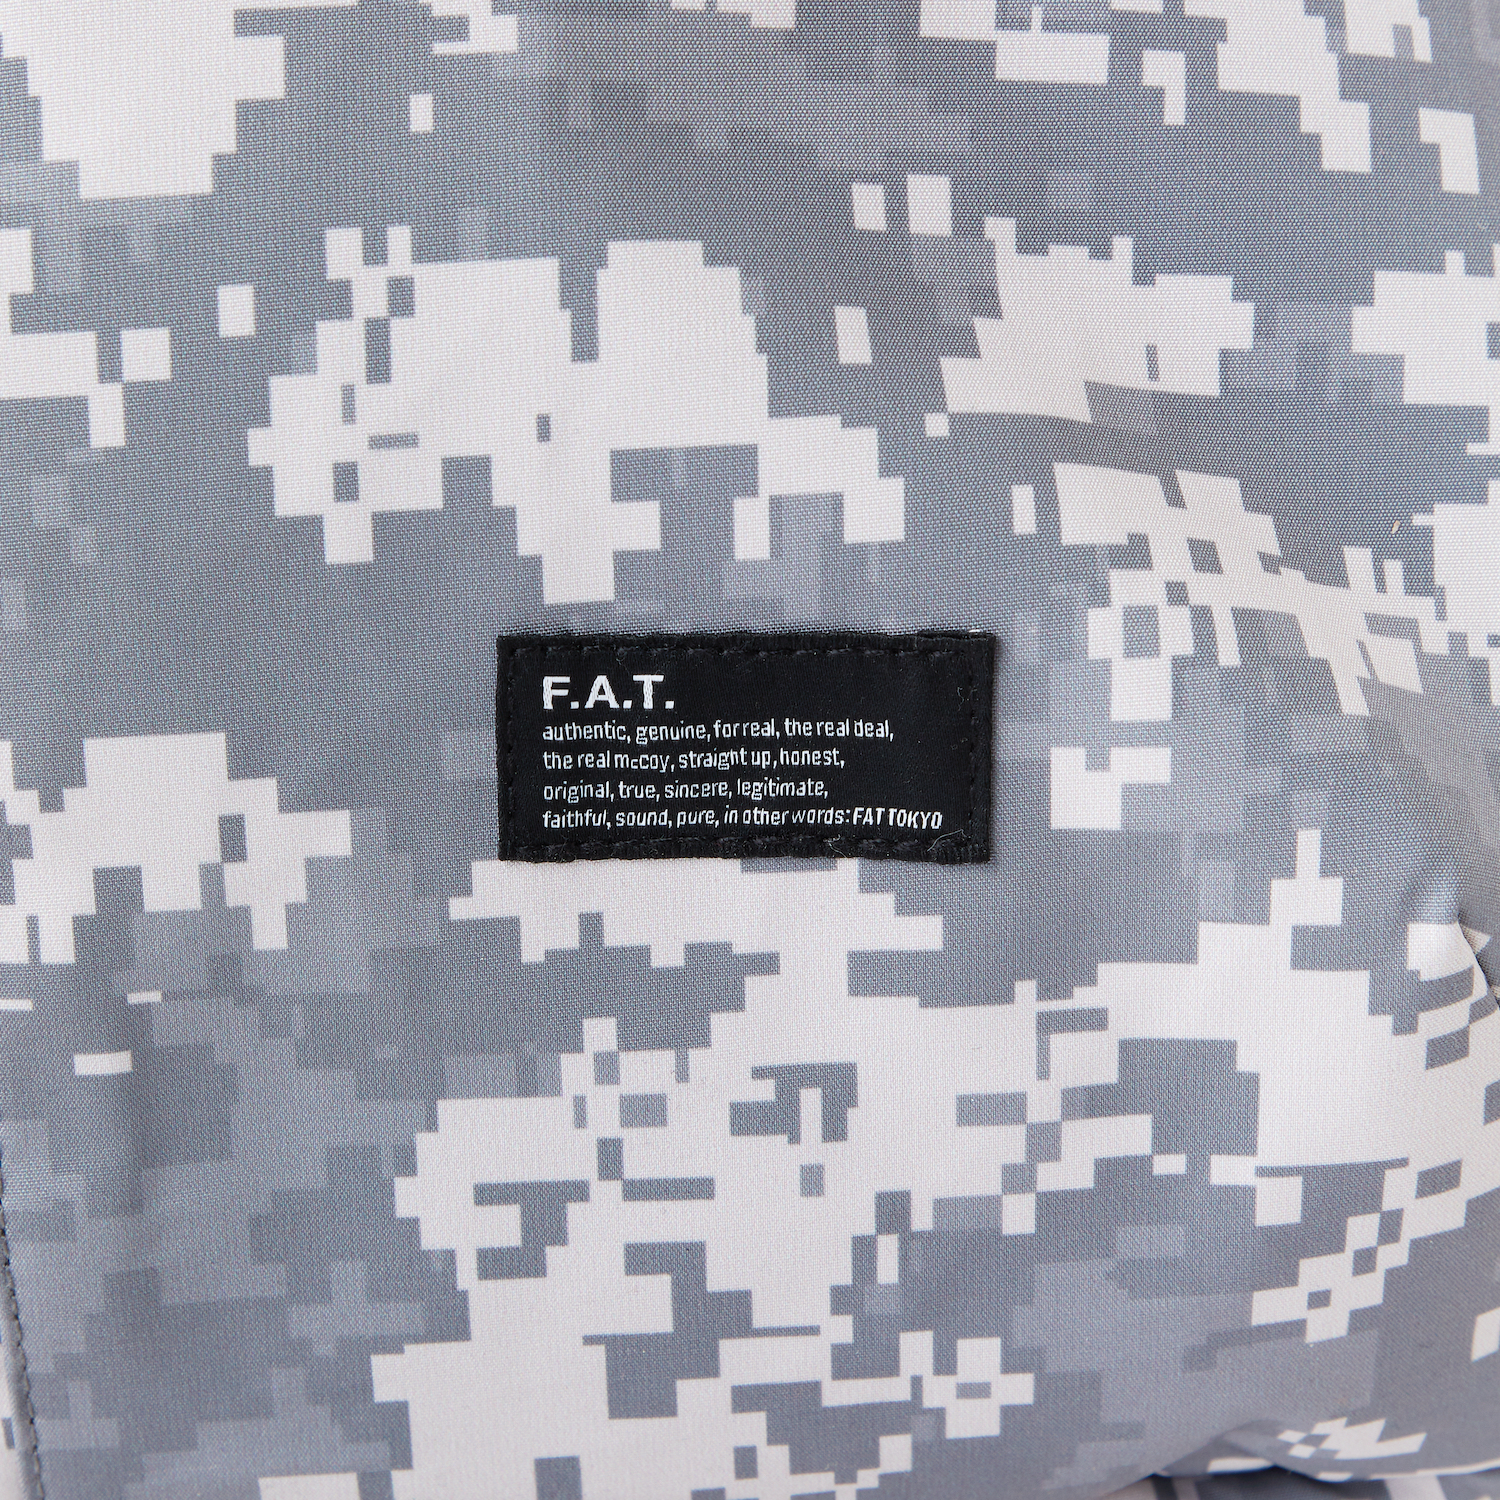 F.A.T.
authentic, genuine, for real, the real deal,
the real mccoy, straight up, honest,
original, true, sincere, legitimate,
faithful, sound, pure, in other words: FAT TOKYO